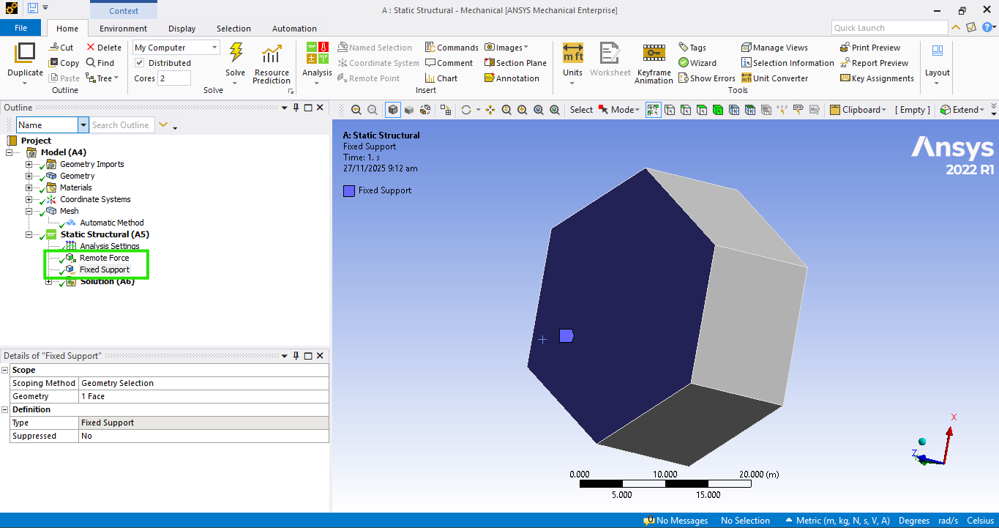 Context
A : Static Structural - Mechanical [ANSYS Mechanical Enterprise]
File
Home
Environment
Display
Selection
Automation
Quick Launch
Duplicate
Cut
Copy
Paste
Delete
Find
Tree
Outline
My Computer
Distributed
Cores 2
Solve
Resource Prediction
Solve
Analysis
Named Selection
Coordinate System
Remote Point
Commands
Comment
Chart
Images
Section Plane
Annotation
Insert
Units
Worksheet
Keyframe Animation
Tags
Wizard
Show Errors
Manage Views
Selection Information
Unit Converter
Print Preview
Report Preview
Key Assignments
Tools
Layout
Outline
Name
Search Outline
Select
Mode
Clipboard
[ Empty ]
Extend
Project
Model (A4)
Geometry Imports
Geometry
Materials
Coordinate Systems
Mesh
Automatic Method
Static Structural (A5)
Analysis Settings
Remote Force
Fixed Support
Solution (A6)
Details of "Fixed Support"
Scope
Scoping Method Geometry Selection
Geometry 1 Face
Definition
Type Fixed Support
Suppressed No
A: Static Structural
Fixed Support
Time: 1. s
27/11/2025 9:12 am
Fixed Support
Ansys
2022 R1
X
Z
0.000 10.000 20.000 (m)
5.000 15.000
0 No Messages
No Selection
Metric (m, kg, N, s, V, A)
Degrees
rad/s
Celsius